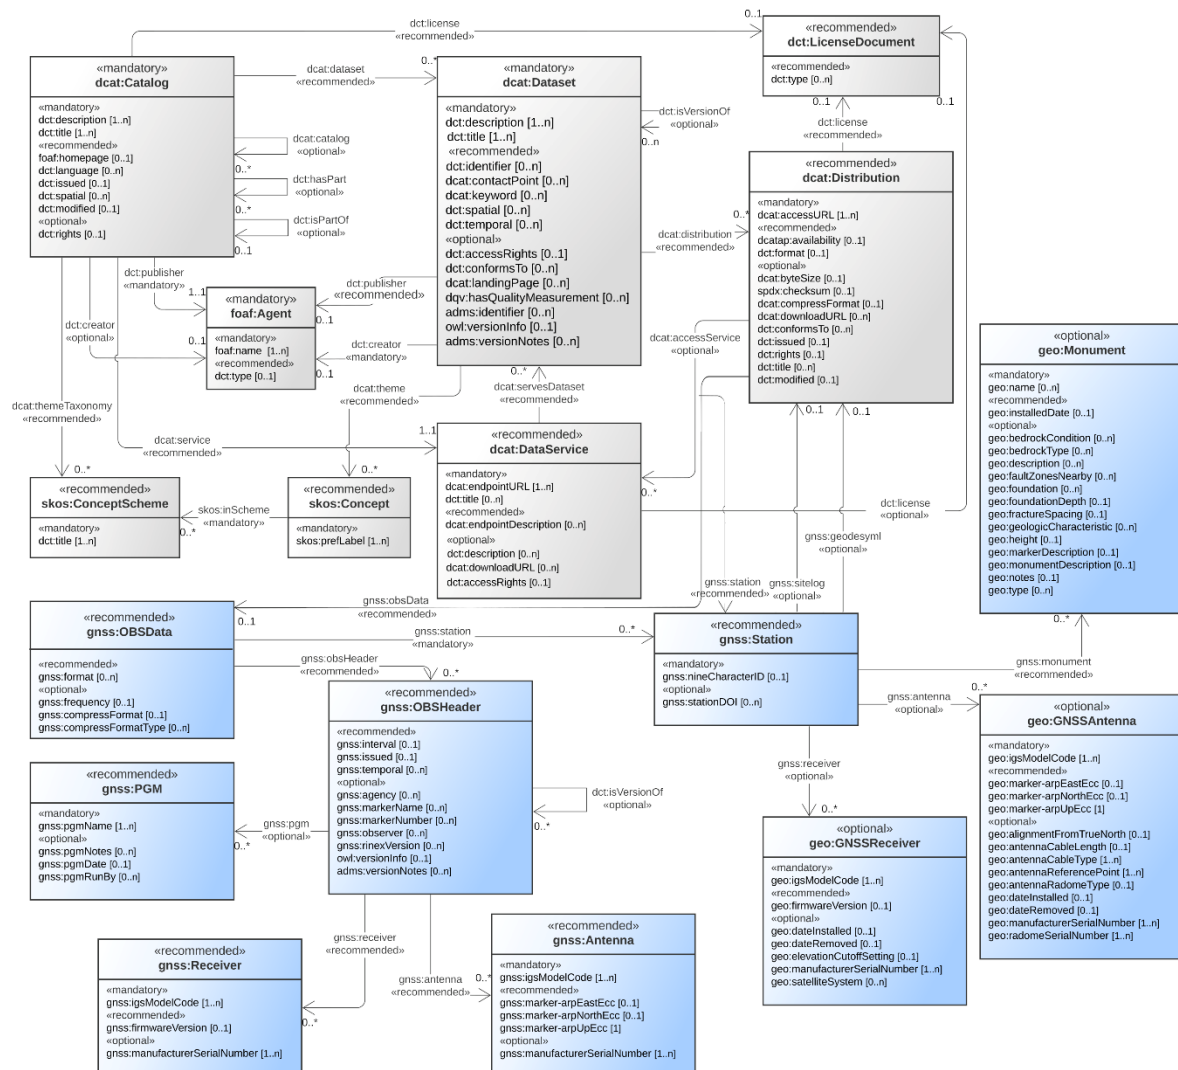 dct:license
«recommended»
0..1
«recommended»
dct:LicenseDocument
«recommended»
dct:type [0..n]
0..1
0..1
«mandatory»
dcat:Catalog
«mandatory»
dct:description [1..n]
dct:title [1..n]
«recommended»
foaf:homepage [0..1]
dct:language [0..n]
dct:issued [0..1]
dct:spatial [0..n]
dct:modified [0..1]
«optional»
dct:rights [0..1]
dcat:dataset
«recommended»
0..*
dcat:catalog
«optional»
0..*
dct:hasPart
«optional»
0..*
dct:isPartOf
«optional»
0..1
«mandatory»
dcat:Dataset
«mandatory»
dct:description [1..n]
dct:title [1..n]
«recommended»
dct:identifier [0..n]
dcat:contactPoint [0..n]
dcat:keyword [0..n]
dct:spatial [0..n]
dct:temporal [0..n]
«optional»
dct:accessRights [0..1]
dct:conformsTo [0..n]
dcat:landingPage [0..n]
dqv:hasQualityMeasurement [0..n]
adms:identifier [0..n]
owl:versionInfo [0..1]
adms:versionNotes [0..n]
dct:isVersionOf
«optional»
0..n
dct:license
«recommended»
«recommended»
dcat:Distribution
«mandatory»
dcat:accessURL [1..n]
«recommended»
dcatap:availability [0..1]
dct:format [0..1]
«optional»
dcat:byteSize [0..1]
spdx:checksum [0..1]
dcat:compressFormat [0..1]
dcat:downloadURL [0..n]
dct:conformsTo [0..n]
dct:issued [0..1]
dct:rights [0..1]
dct:title [0..n]
dct:modified [0..1]
0..*
dcat:distribution
«recommended»
dct:publisher
«mandatory»
1..1
dct:publisher
«recommended»
0..1
«mandatory»
foaf:Agent
«mandatory»
foaf:name [1..n]
«recommended»
dct:type [0..1]
dct:creator
«optional»
0..1
dct:creator
«mandatory»
0..1
dcat:accessService
«optional»
0..*
dcat:themeTaxonomy
«recommended»
0..*
dcat:theme
«recommended»
0..*
dcat:servesDataset
«recommended»
0..*
dcat:service
«recommended»
1..1
«recommended»
dcat:DataService
«mandatory»
dcat:endpointURL [1..n]
dct:title [0..n]
«recommended»
dcat:endpointDescription [0..n]
«optional»
dct:description [0..n]
dcat:downloadURL [0..n]
dct:accessRights [0..1]
«recommended»
skos:ConceptScheme
«mandatory»
dct:title [1..n]
skos:inScheme
«mandatory»
0..*
«recommended»
skos:Concept
«mandatory»
skos:prefLabel [1..n]
0..1
0..1
dct:license
«optional»
gnss:geodesyml
«optional»
«optional»
geo:Monument
«mandatory»
geo:name [0..n]
«recommended»
geo:installedDate [0..1]
«optional»
geo:bedrockCondition [0..n]
geo:bedrockType [0..n]
geo:description [0..n]
geo:faultZonesNearby [0..n]
geo:foundation [0..n]
geo:foundationDepth [0..1]
geo:fractureSpacing [0..1]
geo:geologicCharacteristic [0..n]
geo:height [0..1]
geo:markerDescription [0..1]
geo:monumentDescription [0..1]
geo:notes [0..1]
geo:type [0..n]
0..*
gnss:station
«recommended»
gnss:sitelog
«optional»
gnss:obsData
«recommended»
0..1
«recommended»
gnss:OBSData
«recommended»
gnss:format [0..n]
«optional»
gnss:frequency [0..1]
gnss:compressFormat [0..1]
gnss:compressFormatType [0..n]
gnss:station
«mandatory»
0..*
«recommended»
gnss:Station
«mandatory»
gnss:nineCharacterID [0..1]
«optional»
gnss:stationDOI [0..n]
gnss:monument
«recommended»
gnss:antenna
«optional»
0..*
gnss:obsHeader
«recommended»
0..*
«recommended»
gnss:OBSHeader
«recommended»
gnss:interval [0..1]
gnss:issued [0..1]
gnss:temporal [0..n]
«optional»
gnss:agency [0..n]
gnss:markerName [0..n]
gnss:markerNumber [0..n]
gnss:observer [0..n]
gnss:rinexVersion [0..n]
owl:versionInfo [0..1]
adms:versionNotes [0..n]
dct:isVersionOf
«optional»
0..*
gnss:receiver
«optional»
0..*
«optional»
geo:GNSSAntenna
«mandatory»
geo:igsModelCode [1..n]
«recommended»
geo:marker-arpEastEcc [0..1]
geo:marker-arpNorthEcc [0..1]
geo:marker-arpUpEcc [1]
«optional»
geo:alignmentFromTrueNorth [0..1]
geo:antennaCableLength [0..1]
geo:antennaCableType [1..n]
geo:antennaReferencePoint [1..n]
geo:antennaRadomeType [0..1]
geo:dateInstalled [0..1]
geo:dateRemoved [0..1]
geo:manufacturerSerialNumber [1..n]
geo:radomeSerialNumber [1..n]
«recommended»
gnss:PGM
«mandatory»
gnss:pgmName [1..n]
«optional»
gnss:pgmNotes [0..n]
gnss:pgmDate [0..1]
gnss:pgmRunBy [0..n]
gnss:pgm
«optional»
0..*
«optional»
geo:GNSSReceiver
«mandatory»
geo:igsModelCode [1..n]
«recommended»
geo:firmwareVersion [0..1]
«optional»
geo:dateInstalled [0..1]
geo:dateRemoved [0..1]
geo:elevationCutoffSetting [0..1]
geo:manufacturerSerialNumber [1..n]
geo:satelliteSystem [0..n]
gnss:receiver
«recommended»
0..*
gnss:antenna
«recommended»
0..*
«recommended»
gnss:Receiver
«mandatory»
gnss:igsModelCode [1..n]
«recommended»
gnss:firmwareVersion [0..1]
«optional»
gnss:manufacturerSerialNumber [1..n]
«recommended»
gnss:Antenna
«mandatory»
gnss:igsModelCode [1..n]
«recommended»
gnss:marker-arpEastEcc [0..1]
gnss:marker-arpNorthEcc [0..1]
gnss:marker-arpUpEcc [1]
«optional»
gnss:manufacturerSerialNumber [1..n]